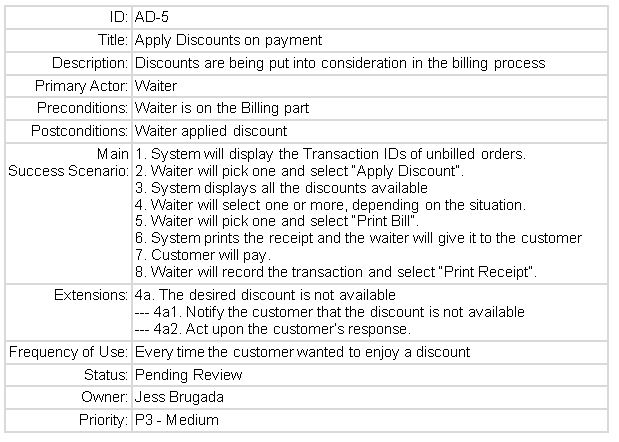 ID: AD-5
Title: Apply Discounts on payment
Description: Discounts are being put into consideration in the billing process
Primary Actor: Waiter
Preconditions: Waiter is on the Billing part
Postconditions: Waiter applied discount
Main Success Scenario: 1. System will display the Transaction IDs of unbilled orders.
2. Waiter will pick one and select "Apply Discount".
3. System displays all the discounts available
4. Waiter will select one or more, depending on the situation.
5. Waiter will pick one and select "Print Bill".
6. System prints the receipt and the waiter will give it to the customer
7. Customer will pay.
8. Waiter will record the transaction and select "Print Receipt".
Extensions: 4a. The desired discount is not available
--- 4a1. Notify the customer that the discount is not available
--- 4a2. Act upon the customer's response.
Frequency of Use: Every time the customer wanted to enjoy a discount
Status: Pending Review
Owner: Jess Brugada
Priority: P3 - Medium